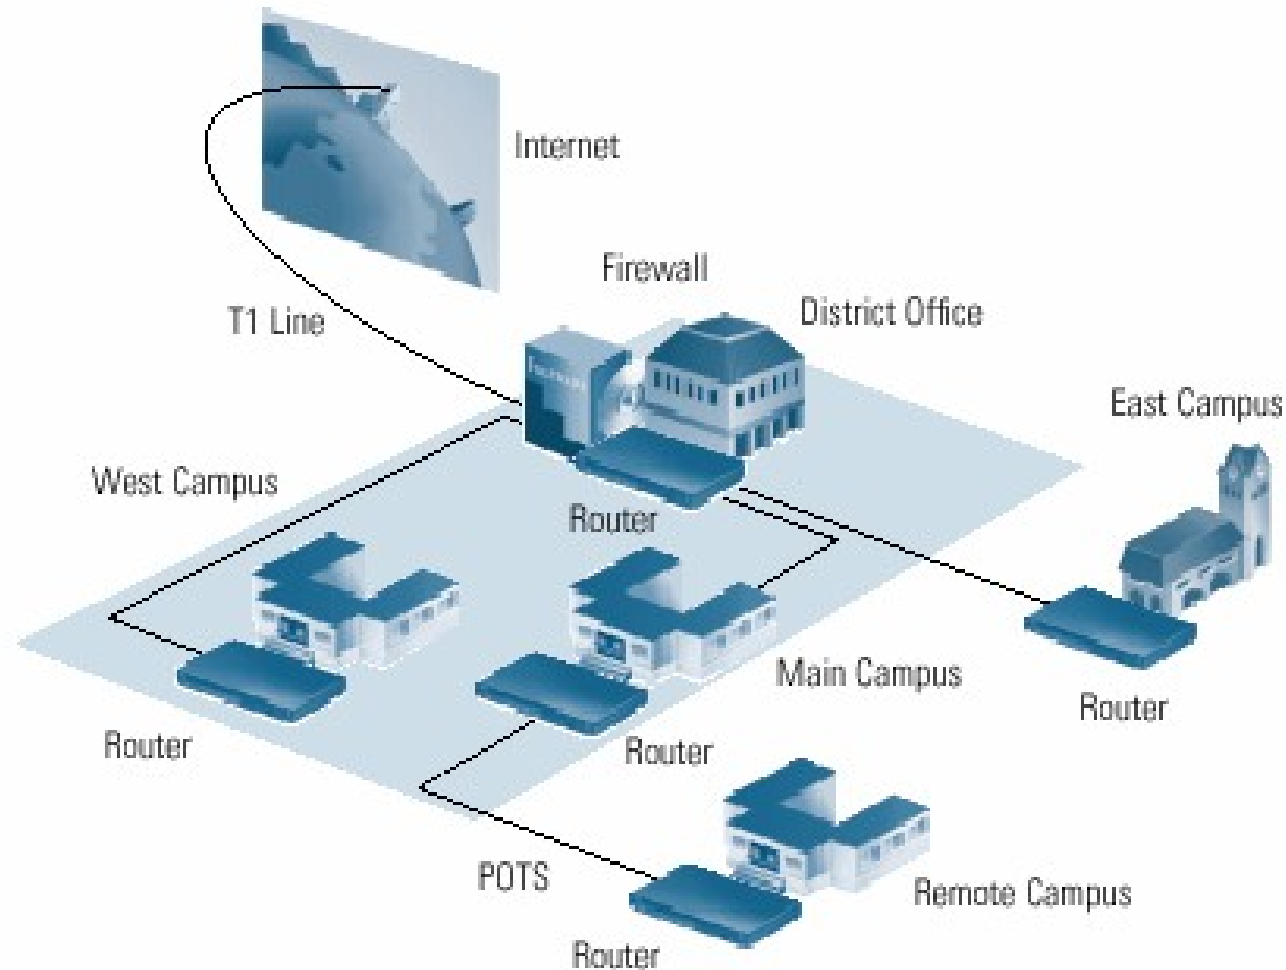 Internet
Firewall
T1 Line
District Office
East Campus
West Campus
Router
Main Campus
Router
Router
Router
POTS
Remote Campus
Router